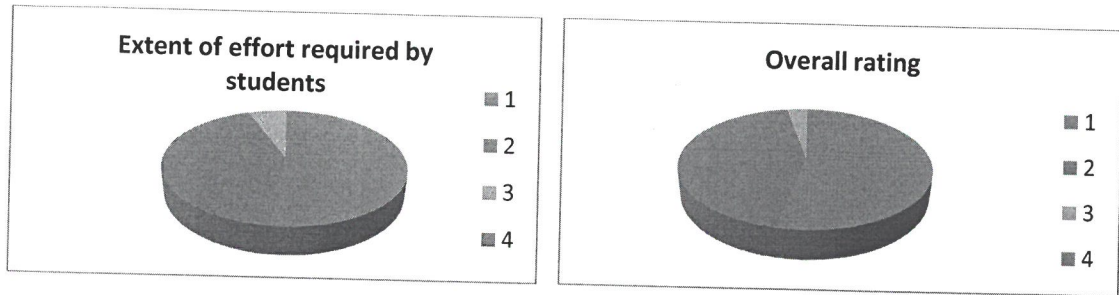 Extent of effort required by
students
1
2
3
4
Overall rating
1
2
3
4